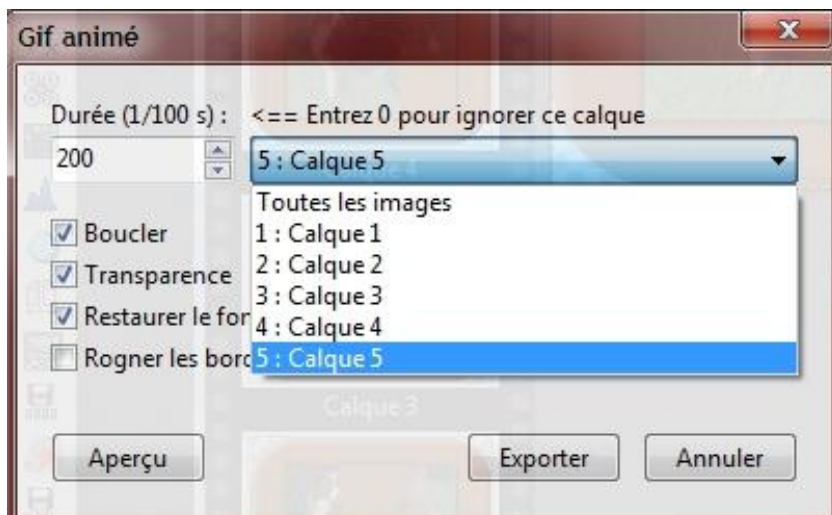 Gif animé
Durée (1/100 s) : <== Entrez 0 pour ignorer ce calque
200 5 : Calque 5
Toutes les images
Boucler 1 : Calque 1
2 : Calque 2
Transparence 3 : Calque 3
Restaurer le for 4 : Calque 4
Rogner les bord 5 : Calque 5
Calque 3
Aperçu Exporter Annuler